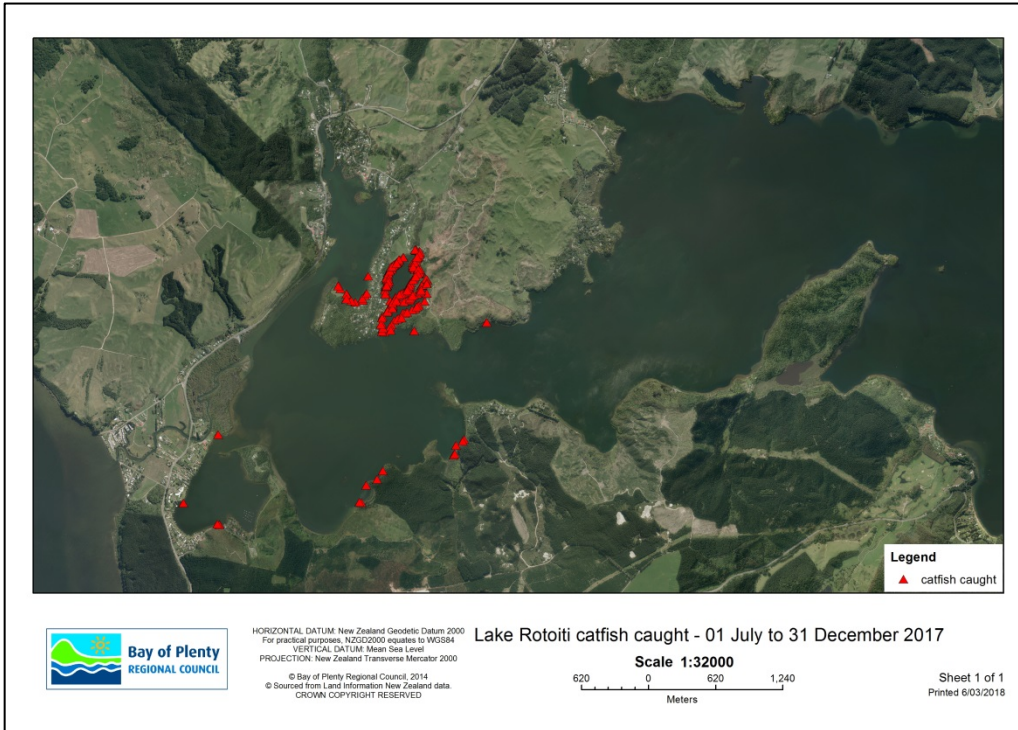 Legend
catfish caught
Bay of Plenty
REGIONAL COUNCIL
HORIZONTAL DATUM: New Zealand Geodetic Datum 2000
For practical purposes, NZGD2000 equates to WGS84
VERTICAL DATUM: Mean Sea Level
PROJECTION: New Zealand Transverse Mercator 2000
© Bay of Plenty Regional Council, 2014
© Sourced from Land Information New Zealand data.
CROWN COPYRIGHT RESERVED
Lake Rotoiti catfish caught - 01 July to 31 December 2017
Scale 1:32000
620 0 620 1,240
Meters
Sheet 1 of 1
Printed 6/03/2018